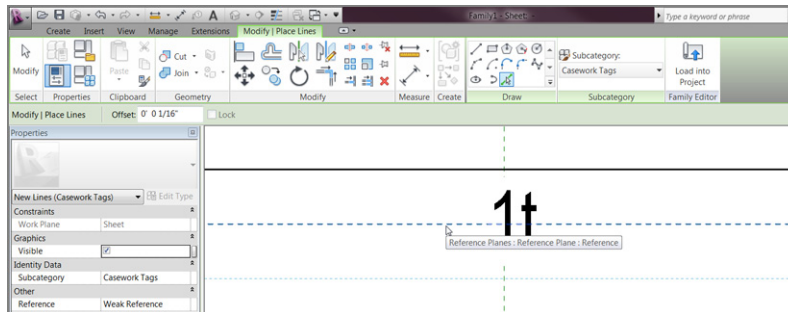 Family1 - Sheet:
Type a keyword or phrase
Create Insert View Manage Extensions Modify | Place Lines
Modify
Paste
Cut
Join
Subcategory:
Casework Tags
Load into
Project
Select Properties Clipboard Geometry Modify Measure Create Draw Subcategory Family Editor
Modify | Place Lines Offset: 0' 0 1/16" Lock
Properties
R
New Lines (Casework Tags) Edit Type
Constraints
Work Plane Sheet
Graphics
Visible
Identity Data
Subcategory Casework Tags
Other
Reference Weak Reference
1t
Reference Planes : Reference Plane : Reference